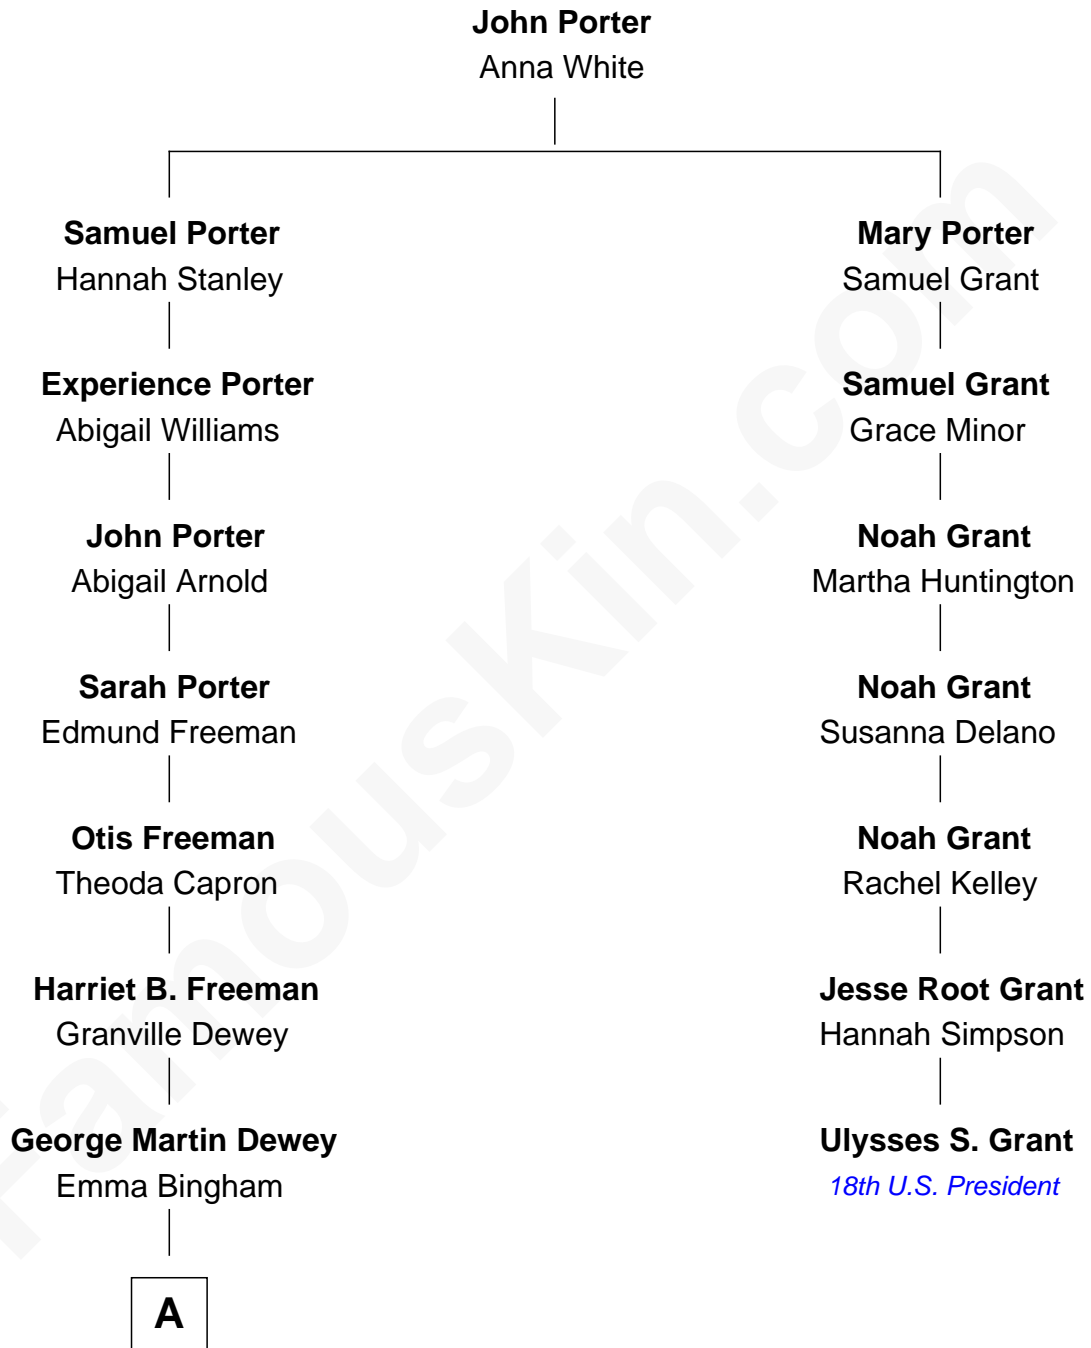 John Porter
Anna White
Samuel Porter
Hannah Stanley
Mary Porter
Samuel Grant
Experience Porter
Abigail Williams
Samuel Grant
Grace Minor
John Porter
Abigail Arnold
Noah Grant
Martha Huntington
Sarah Porter
Edmund Freeman
Noah Grant
Susanna Delano
Otis Freeman
Theoda Capron
Noah Grant
Rachel Kelley
Harriet B. Freeman
Granville Dewey
Jesse Root Grant
Hannah Simpson
George Martin Dewey
Emma Bingham
Ulysses S. Grant
18th U.S. President
A
FamousKin.com